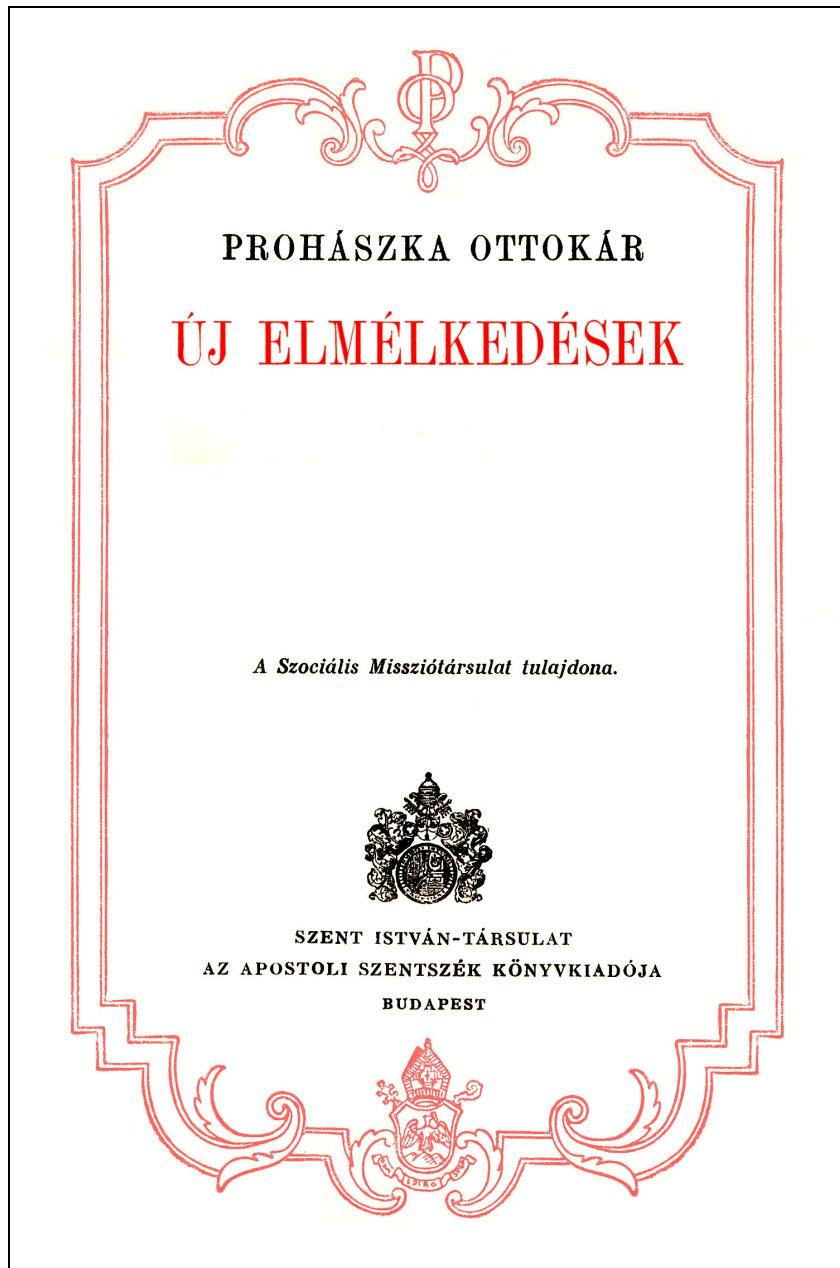 PROHÁSZKA OTTOKÁR
ÚJ ELMÉLKEDÉSEK
A Szociális Missziótársulat tulajdona.
SZENT ISTVÁN-TÁRSULAT
AZ APOSTOLI SZENTSZÉK KÖNYVKIADÓJA
BUDAPEST